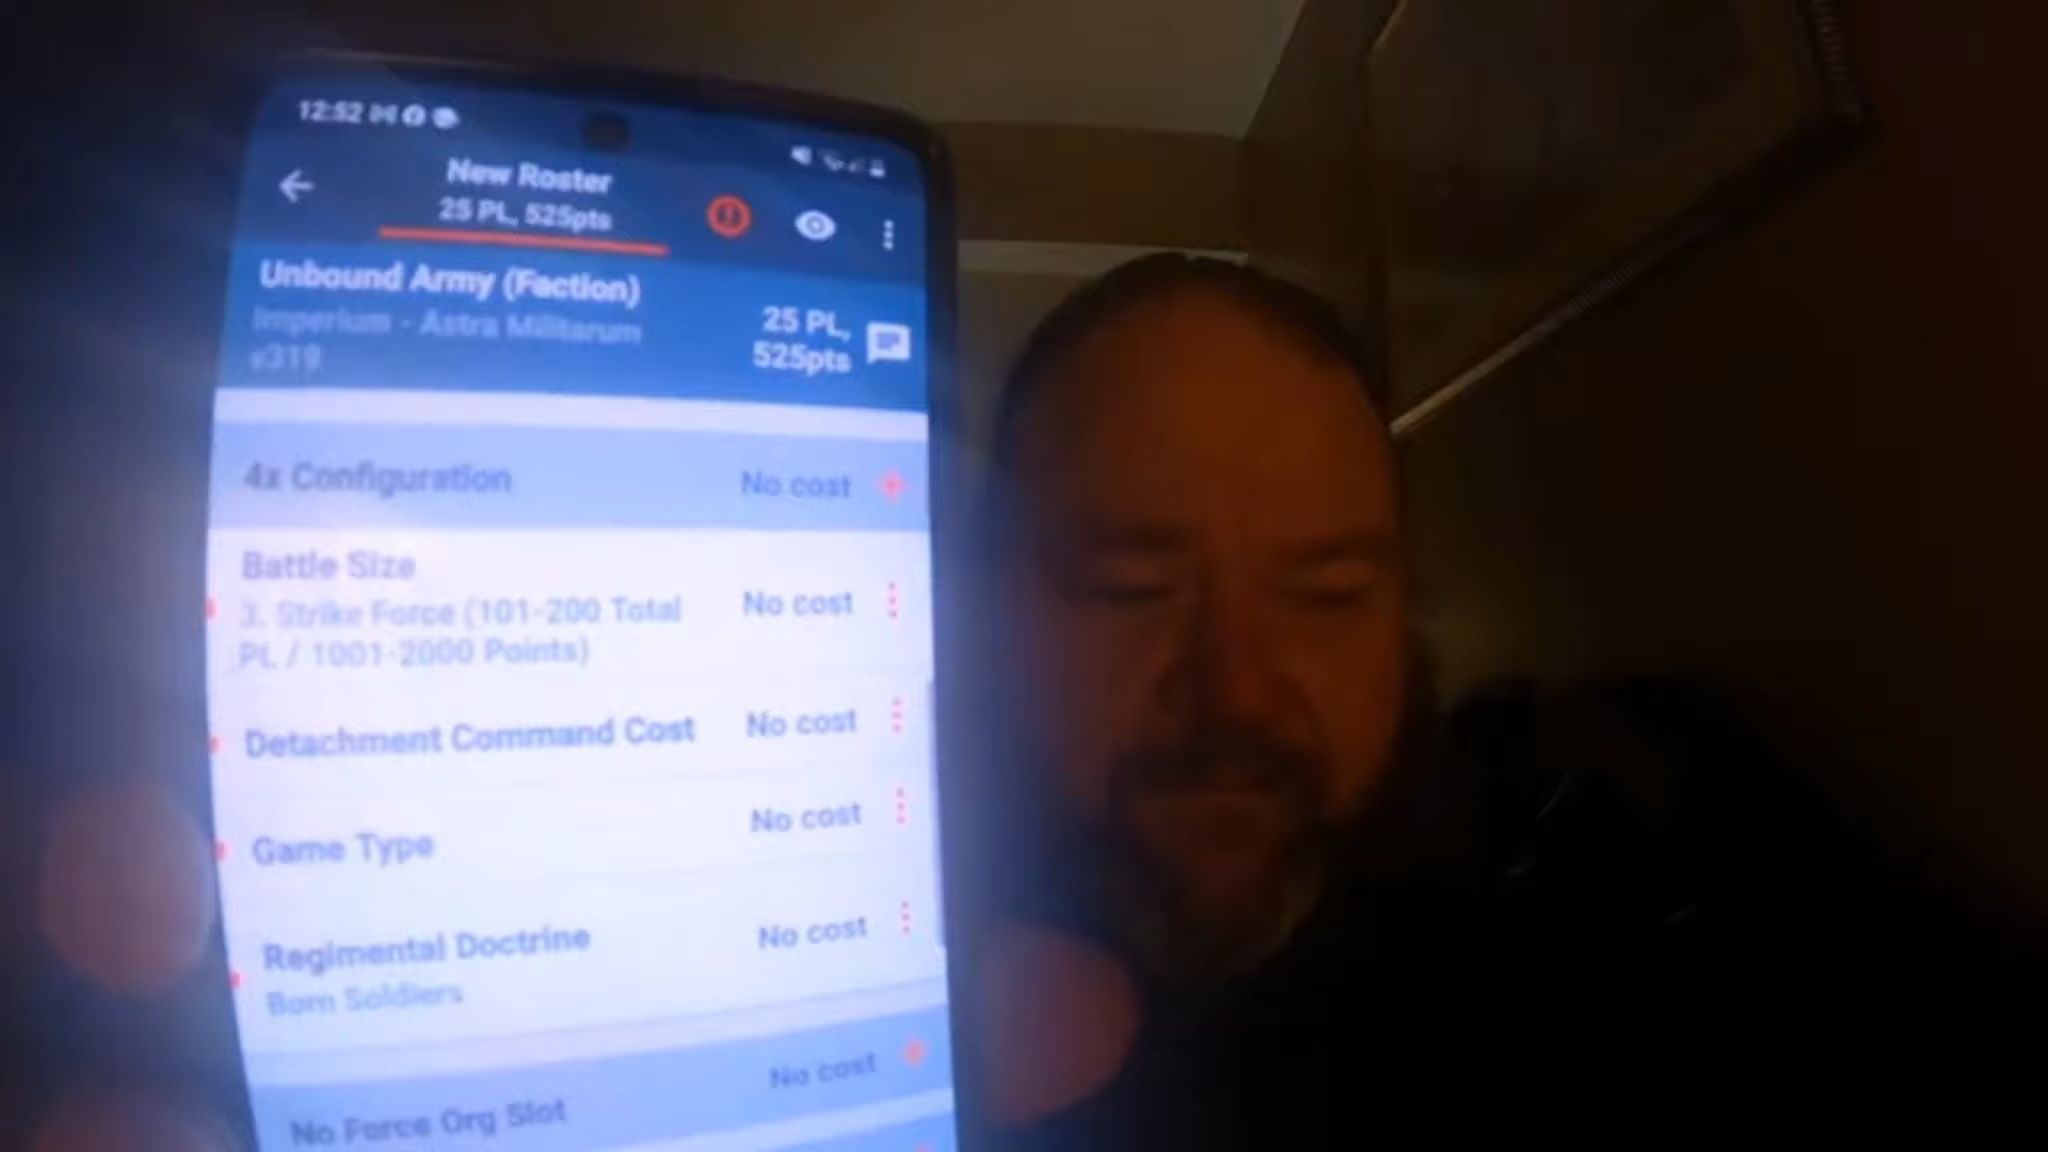 12:52
New Roster
25 PL, 525pts
Unbound Army (Faction)
Imperium - Astra Militarum
v319
25 PL,
525pts
4x Configuration
No cost
Battle Size
3. Strike Force (101-200 Total
PL / 1001-2000 Points)
No cost
Detachment Command Cost
No cost
Game Type
No cost
Regimental Doctrine
Born Soldiers
No cost
No Force Org Slot
No cost